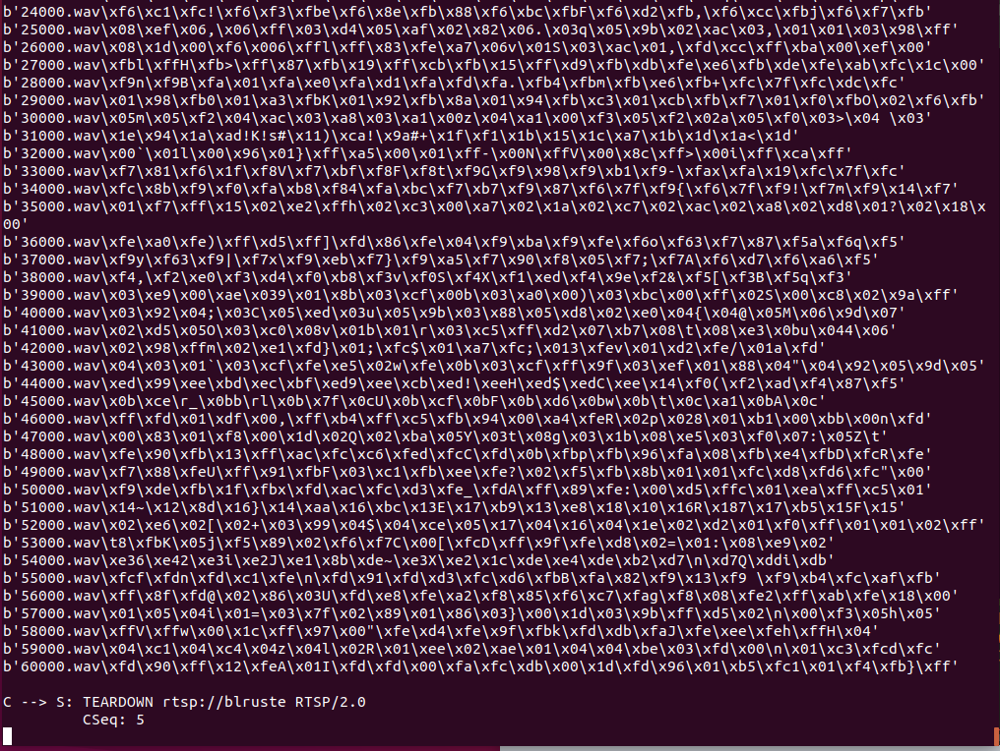 b'24000.wav\xf6\xc1\xfc!\xf6\xf3\xfbe\xf6\x8e\xfb\x88\xf6\xbc\xfbF\xf6\xd2\xfb,\xf6\xcc\xfbj\xf6\xf7\xfb'
b'25000.wav\x08\xef\x06,\x06\xff\x03\xd4\x05\xaf\x02\x82\x06.\x03q\x05\x9b\x02\xac\x03,\x01\x01\x03\x98\xff'
b'26000.wav\x08\x1d\x00\xf6\x006\xffl\xff\x83\xfe\xa7\x06v\x01S\x03\xac\x01,\xfd\xcc\xff\xba\x00\xef\x00'
b'27000.wav\xfbl\xffH\xfb>\xff\x87\xfb\x19\xff\xcb\xfb\x15\xff\xd9\xfb\xdb\xfe\xe6\xfb\xde\xfe\xab\xfc\x1c\x00'
b'28000.wav\xf9n\xf9B\xfa\x01\xfa\xe0\xfa\xd1\xfa\xfd\xfa.\xfb4\xfbm\xfb\xe6\xfb+\xfc\x7f\xfc\xdc\xfc'
b'29000.wav\x01\x98\xfb0\x01\xa3\xfbK\x01\x92\xfb\x8a\x01\x94\xfb\xc3\x01\xcb\xfb\xf7\x01\xf0\xfbO\x02\xf6\xfb'
b'30000.wav\x05m\x05\xf2\x04\xac\x03\xa8\x03\xa1\x00z\x04\xa1\x00\xf3\x05\xf2\x02a\x05\xf0\x03>\x04 \x03'
b'31000.wav\x1e\x94\x1a\xad!K!s#\x11)\xca!\x9a#+\x1f\xf1\x1b\x15\x1c\xa7\x1b\x1d\x1a<\x1d'
b'32000.wav\x00`\x01l\x00\x96\x01}\xff\xa5\x00\x01\xff-\x00N\xffV\x00\x8c\xff>\x00i\xff\xca\xff'
b'33000.wav\xf7\x81\xf6\x1f\xf8V\xf7\xbf\xf8F\xf8t\xf9G\xf9\x98\xf9\xb1\xf9-\xfax\xfa\x19\xfc\x7f\xfc'
b'34000.wav\xfc\x8b\xf9\xf0\xfa\xb8\xf8\x84\xfa\xbc\xf7\xb7\xf9\x87\xf6\x7f\xf9{\xf6\x7f\xf9!\xf7m\xf9\x14\xf7'
b'35000.wav\x01\xf7\xff\x15\x02\xe2\xffh\x02\xc3\x00\xa7\x02\x1a\x02\xc7\x02\xac\x02\xa8\x02\xd8\x01?\x02\x18\x
00'
b'36000.wav\xfe\xa0\xfe)\xff\xd5\xff]\xfd\x86\xfe\x04\xf9\xba\xf9\xfe\xf6o\xf63\xf7\x87\xf5a\xf6q\xf5'
b'37000.wav\xf9y\xf63\xf9|\xf7x\xf9\xeb\xf7}\xf9\xa5\xf7\x90\xf8\x05\xf7;\xf7A\xf6\xd7\xf6\xa6\xf5'
b'38000.wav\xf4,\xf2\xe0\xf3\xd4\xf0\xb8\xf3v\xf0S\xf4X\xf1\xed\xf4\x9e\xf2&\xf5[\xf3B\xf5q\xf3'
b'39000.wav\x03\xe9\x00\xae\x039\x01\x8b\x03\xcf\x00b\x03\xa0\x00)\x03\xbc\x00\xff\x02S\x00\xc8\x02\x9a\xff'
b'40000.wav\x03\x92\x04;\x03C\x05\xed\x03u\x05\x9b\x03\x88\x05\xd8\x02\xe0\x04{\x04@\x05M\x06\x9d\x07'
b'41000.wav\x02\xd5\x05O\x03\xc0\x08v\x01b\x01\r\x03\xc5\xff\xd2\x07\xb7\x08\t\x08\xe3\x0bu\x044\x06'
b'42000.wav\x02\x98\xffm\x02\xe1\xfd}\x01;\xfc$\x01\xa7\xfc;\x013\xfev\x01\xd2\xfe/\x01a\xfd'
b'43000.wav\x04\x03\x01`\x03\xcf\xfe\xe5\x02w\xfe\x0b\x03\xcf\xff\x9f\x03\xef\x01\x88\x04"\x04\x92\x05\x9d\x05'
b'44000.wav\xed\x99\xee\xbd\xec\xbf\xed9\xee\xcb\xed!\xeeH\xed$\xedC\xee\x14\xf0(\xf2\xad\xf4\x87\xf5'
b'45000.wav\x0b\xce\r_\x0bb\rl\x0b\x7f\x0cU\x0b\xcf\x0bF\x0b\xd6\x0bw\x0b\t\x0c\xa1\x0bA\x0c'
b'46000.wav\xff\xfd\x01\xdf\x00,\xff\xb4\xff\xc5\xfb\x94\x00\xa4\xfeR\x02p\x028\x01\xb1\x00\xbb\x00n\xfd'
b'47000.wav\x00\x83\x01\xf8\x00\x1d\x02Q\x02\xba\x05Y\x03t\x08g\x03\x1b\x08\xe5\x03\xf0\x07:\x05Z\t'
b'48000.wav\xfe\x90\xfb\x13\xff\xac\xfc\xc6\xfed\xfcC\xfd\x0b\xfbp\xfb\x96\xfa\x08\xfb\xe4\xfbD\xfcR\xfe'
b'49000.wav\xf7\x88\xfeU\xff\x91\xfbF\x03\xc1\xfb\xee\xfe?\x02\xf5\xfb\x8b\x01\x01\xfc\xd8\xfd6\xfc"\x00'
b'50000.wav\xf9\xde\xfb\x1f\xfbx\xfd\xac\xfc\xd3\xfe_\xfdA\xff\x89\xfe:\x00\xd5\xffc\x01\xea\xff\xc5\x01'
b'51000.wav\x14~\x12\x8d\x16}\x14\xaa\x16\xbc\x13E\x17\xb9\x13\xe8\x18\x10\x16R\x187\x17\xb5\x15F\x15'
b'52000.wav\x02\xe6\x02[\x02+\x03\x99\x04$\x04\xce\x05\x17\x04\x16\x04\x1e\x02\xd2\x01\xf0\xff\x01\x01\x02\xff'
b'53000.wav\t8\xfbK\x05j\xf5\x89\x02\xf6\xf7C\x00[\xfcD\xff\x9f\xfe\xd8\x02=\x01:\x08\xe9\x02'
b'54000.wav\xe36\xe42\xe3i\xe2J\xe1\x8b\xde~\xe3X\xe2\x1c\xde\xe4\xde\xb2\xd7\n\xd7Q\xddi\xdb'
b'55000.wav\xfcf\xfdn\xfd\xc1\xfe\n\xfd\x91\xfd\xd3\xfc\xd6\xfbB\xfa\x82\xf9\x13\xf9 \xf9\xb4\xfc\xaf\xfb'
b'56000.wav\xff\x8f\xfd@\x02\x86\x03U\xfd\xe8\xfe\xa2\xf8\x85\xf6\xc7\xfag\xf8\x08\xfe2\xff\xab\xfe\x18\x00'
b'57000.wav\x01\x05\x04i\x01=\x03\x7f\x02\x89\x01\x86\x03}\x00\x1d\x03\x9b\xff\xd5\x02\n\x00\xf3\x05h\x05'
b'58000.wav\xffV\xffw\x00\x1c\xff\x97\x00"\xfe\xd4\xfe\x9f\xfbk\xfd\xdb\xfaJ\xfe\xee\xfeh\xffH\x04'
b'59000.wav\x04\xc1\x04\xc4\x04z\x04l\x02R\x01\xee\x02\xae\x01\x04\x04\xbe\x03\xfd\x00\n\x01\xc3\xfcd\xfc'
b'60000.wav\xfd\x90\xff\x12\xfeA\x01I\xfd\xfd\x00\xfa\xfc\xdb\x00\x1d\xfd\x96\x01\xb5\xfc1\x01\xf4\xfb}\xff'
C --> S: TEARDOWN rtsp://blruste RTSP/2.0
CSeq: 5